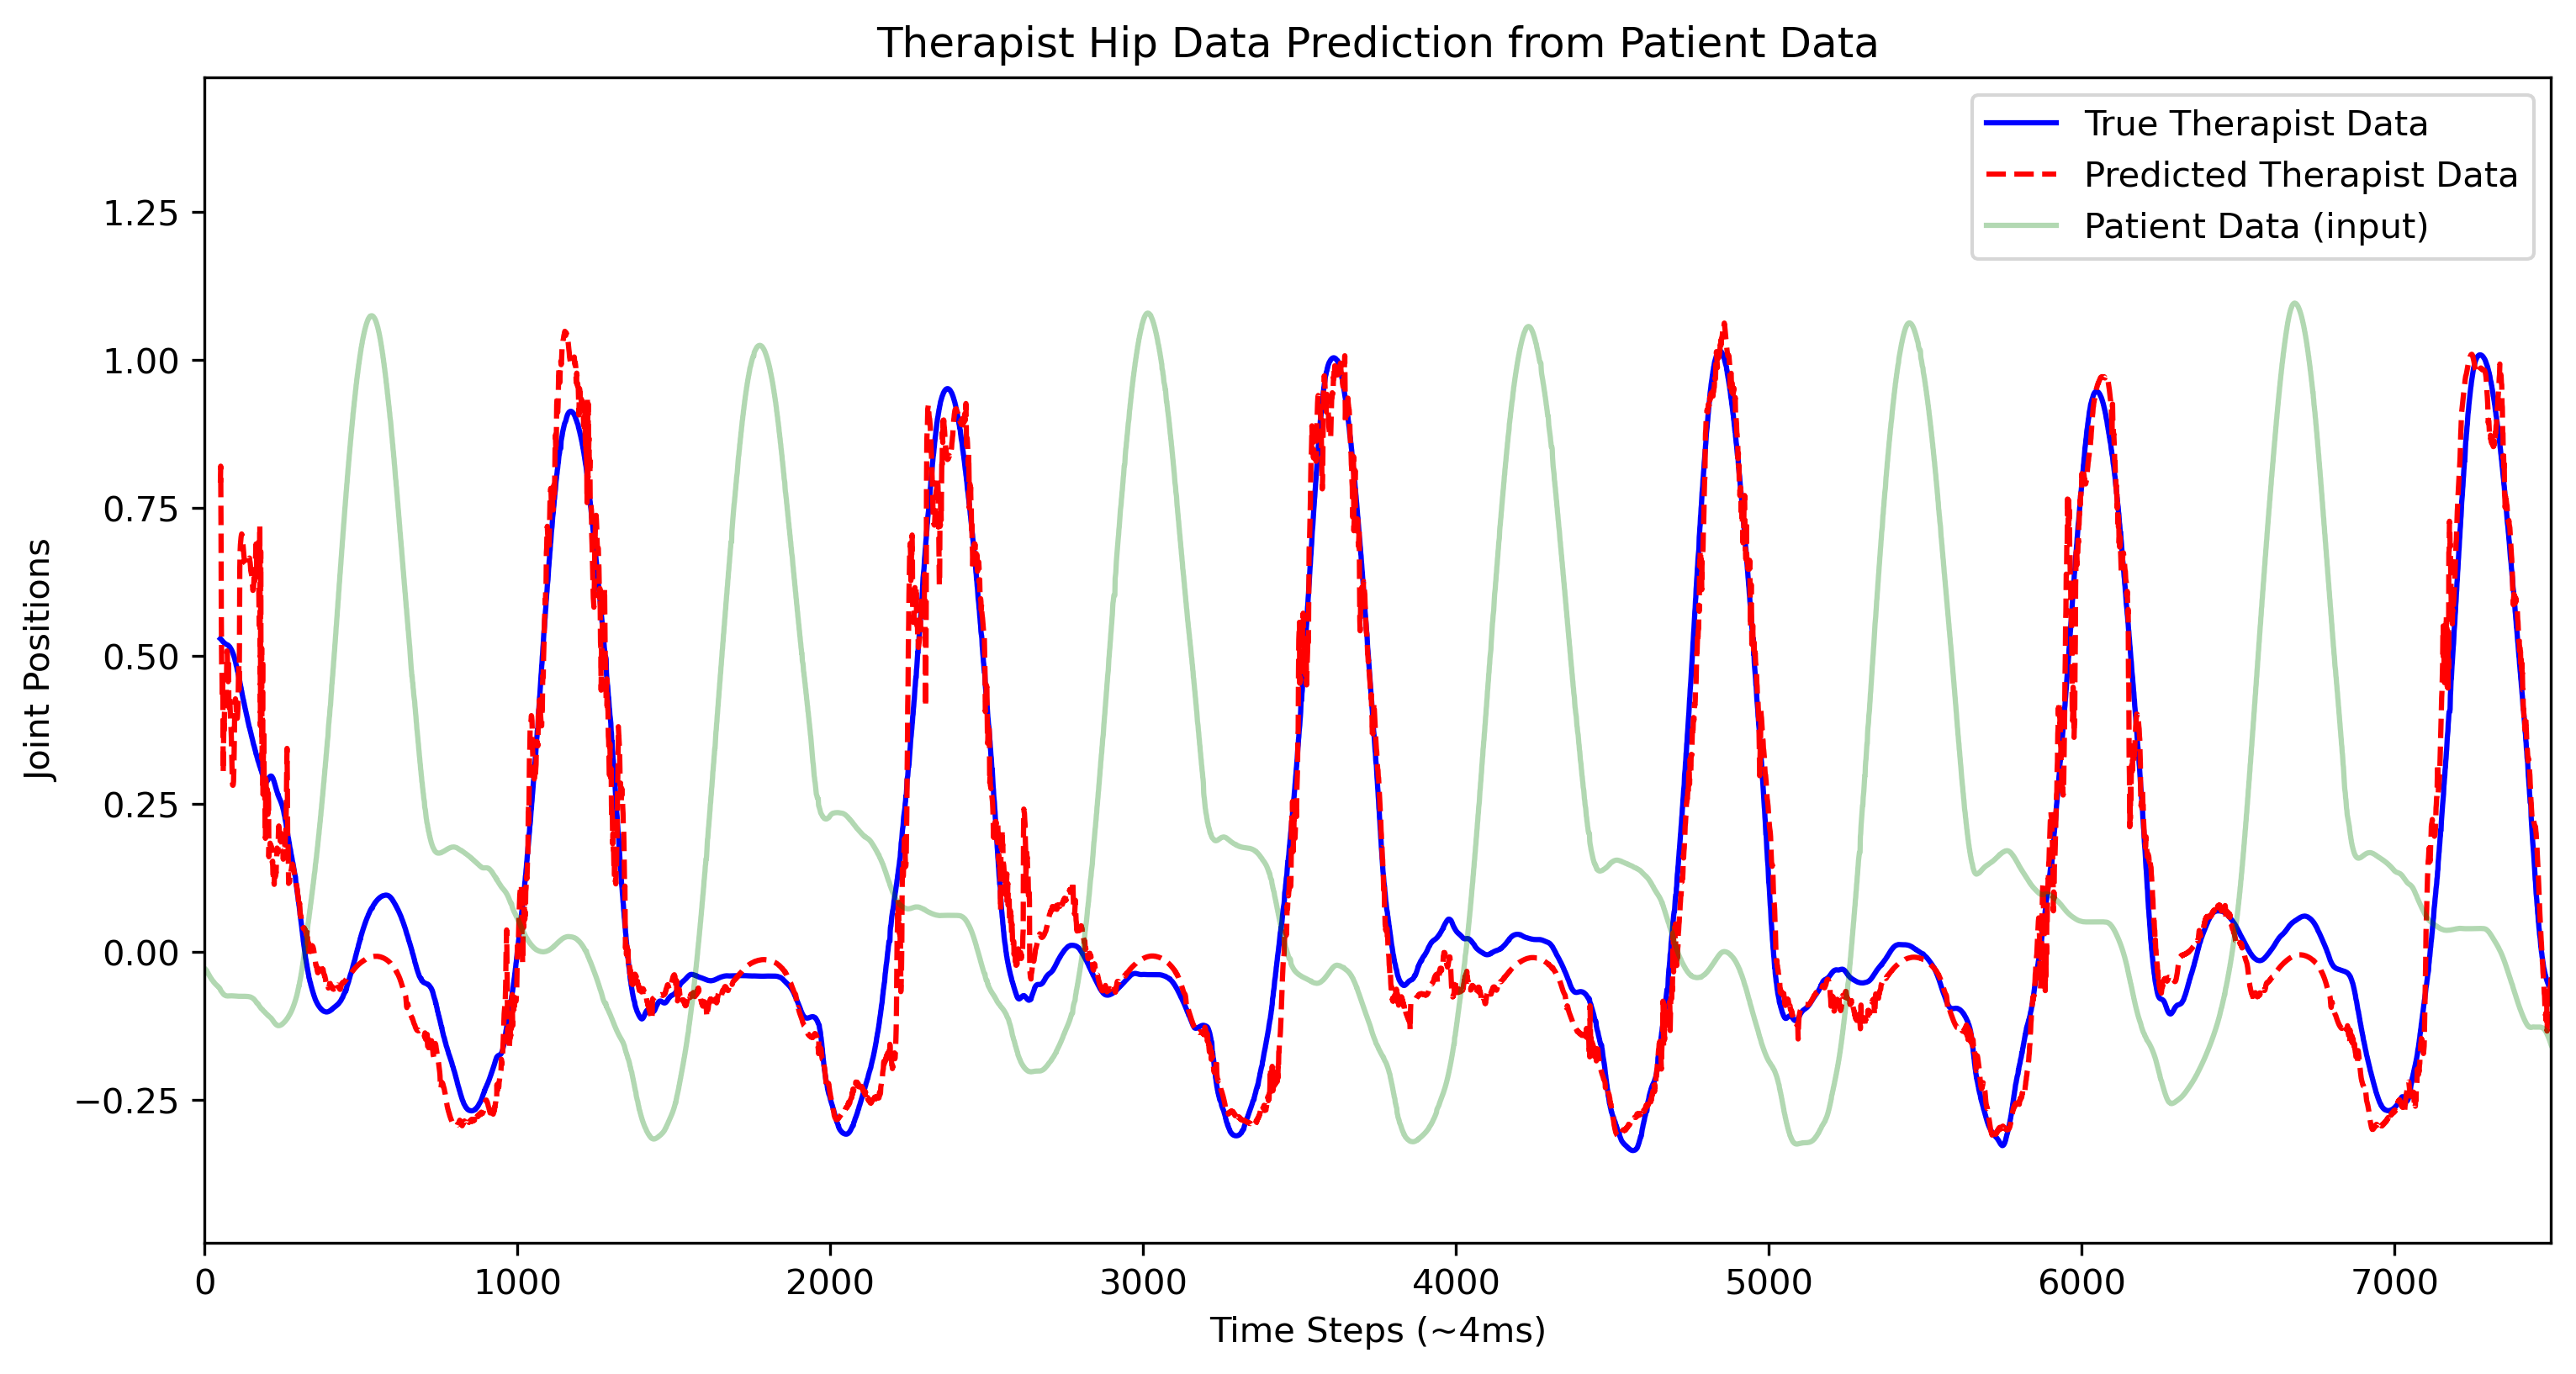 Therapist Hip Data Prediction from Patient Data
True Therapist Data
Predicted Therapist Data
Patient Data (input)
1.25
1.00
0.75
0.50
0.25
0.00
−0.25
Joint Positions
0 1000 2000 3000 4000 5000 6000 7000
Time Steps (~4ms)